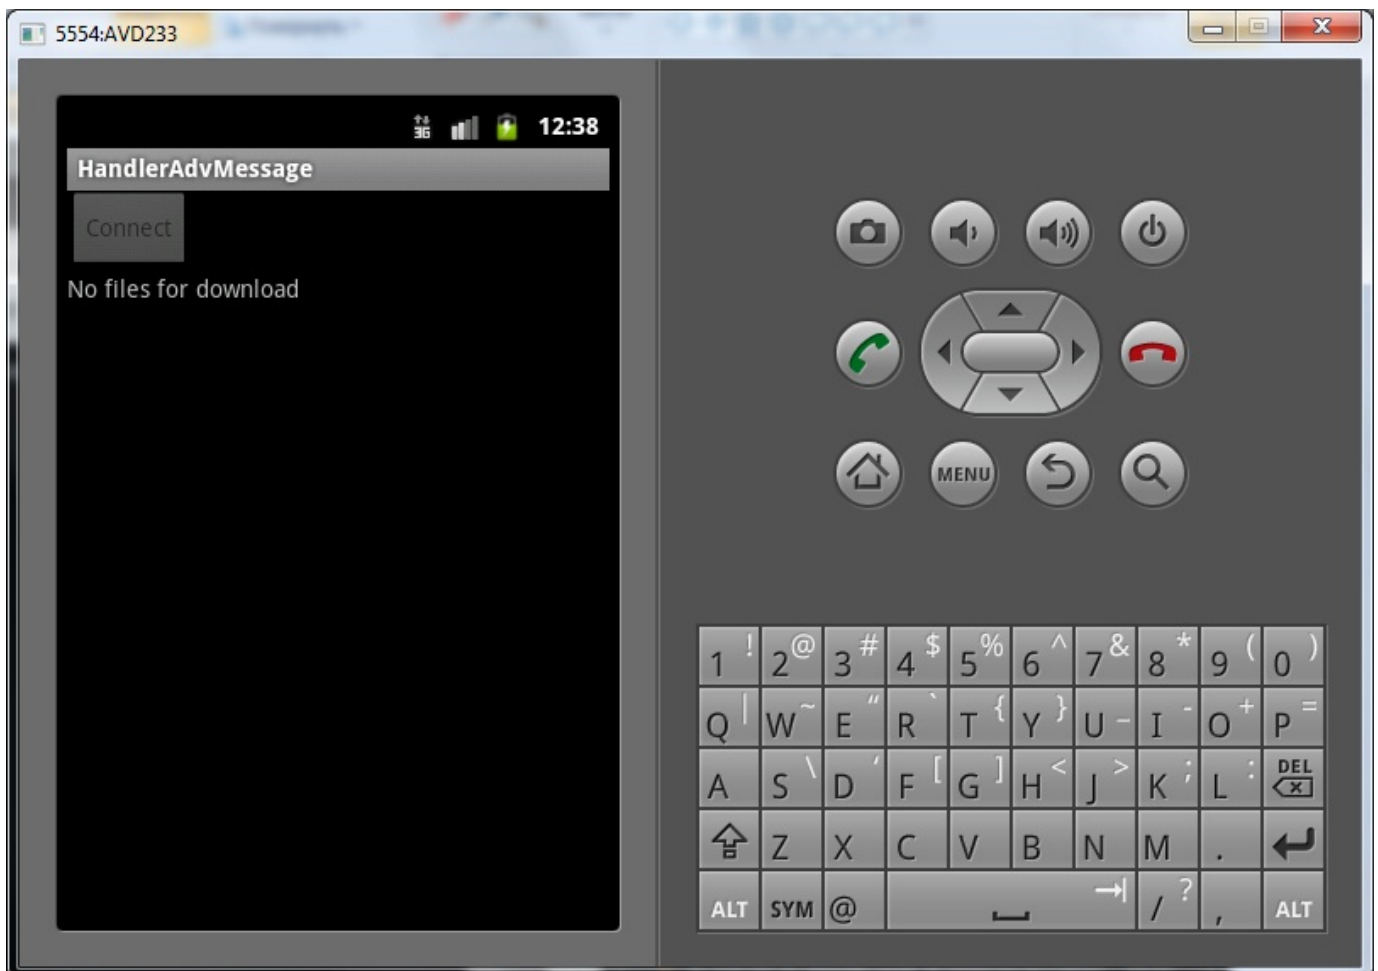 5554:AVD233
3G 12:38
HandlerAdvMessage
Connect
No files for download
MENU
1 ! 2 @ 3 # 4 $ 5 % 6 ^ 7 & 8 * 9 ( 0 )
Q | W ~ E " R ` T { Y } U _ I - O + P =
A S \ D ' F [ G ] H < J > K ; L : DEL
Z X C V B N M .
ALT SYM @ / ? , ALT